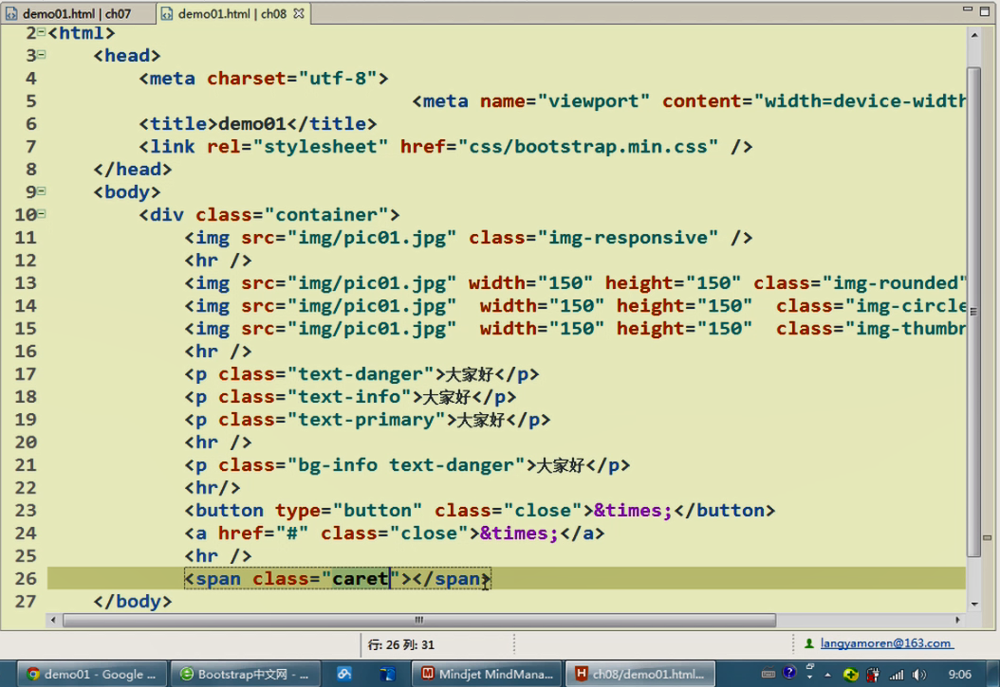 demo01.html | ch07
demo01.html | ch08
2 <html>
3 <head>
4 <meta charset="utf-8">
5 <meta name="viewport" content="width=device-width
6 <title>demo01</title>
7 <link rel="stylesheet" href="css/bootstrap.min.css" />
8 </head>
9 <body>
10 <div class="container">
11 <img src="img/pic01.jpg" class="img-responsive" />
12 <hr />
13 <img src="img/pic01.jpg" width="150" height="150" class="img-rounded"
14 <img src="img/pic01.jpg"  width="150" height="150"  class="img-circle
15 <img src="img/pic01.jpg"  width="150" height="150"  class="img-thumbr
16 <hr />
17 <p class="text-danger">大家好</p>
18 <p class="text-info">大家好</p>
19 <p class="text-primary">大家好</p>
20 <hr />
21 <p class="bg-info text-danger">大家好</p>
22 <hr/>
23 <button type="button" class="close">&times;</button>
24 <a href="#" class="close">&times;</a>
25 <hr />
26 <span class="caret"></span>
27 </body>
行: 26 列: 31
langyamoren@163.com
demo01 - Google ...
Bootstrap中文网 - ...
Mindjet MindMana...
ch08/demo01.html...
9:06